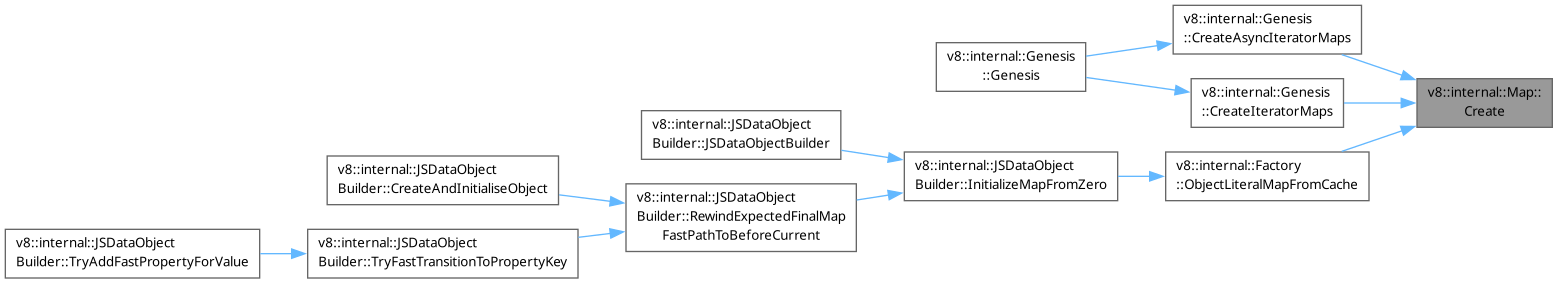 v8::internal::Genesis
::CreateAsyncIteratorMaps
v8::internal::Genesis
::Genesis
v8::internal::Genesis
::CreateIteratorMaps
v8::internal::Map::
Create
v8::internal::JSDataObject
Builder::JSDataObjectBuilder
v8::internal::JSDataObject
Builder::InitializeMapFromZero
v8::internal::Factory
::ObjectLiteralMapFromCache
v8::internal::JSDataObject
Builder::CreateAndInitialiseObject
v8::internal::JSDataObject
Builder::RewindExpectedFinalMap
FastPathToBeforeCurrent
v8::internal::JSDataObject
Builder::TryAddFastPropertyForValue
v8::internal::JSDataObject
Builder::TryFastTransitionToPropertyKey